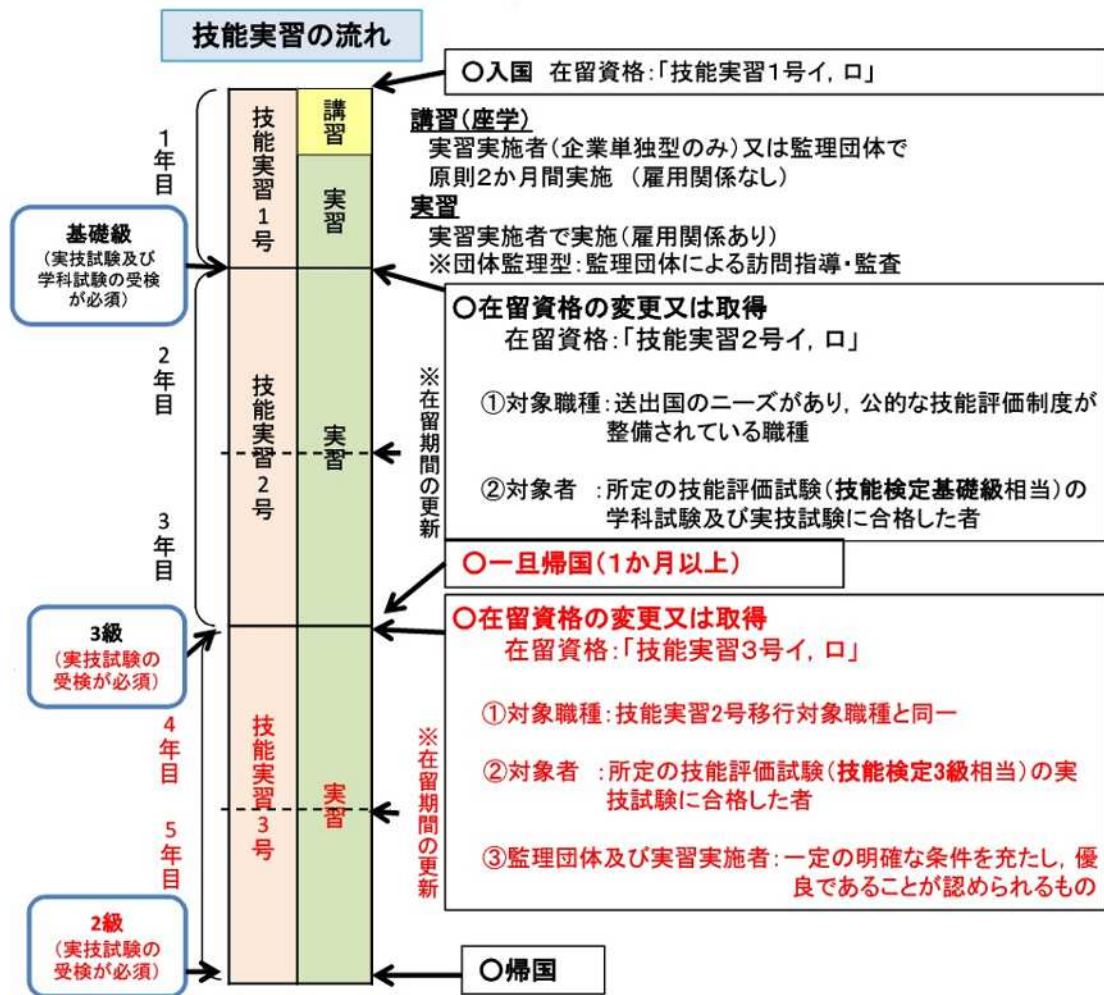 技能実習の流れ
○入国 在留資格:「技能実習1号イ, ロ」
講習(座学)
実習実施者(企業単独型のみ)又は監理団体で
原則2か月間実施 (雇用関係なし)
実習
実習実施者で実施(雇用関係あり)
※団体監理型:監理団体による訪問指導・監査
1年目
技能実習1号
講習
実習
基礎級
(実技試験及び
学科試験の受検
が必須)
○在留資格の変更又は取得
在留資格:「技能実習2号イ, ロ」
①対象職種:送出国のニーズがあり, 公的な技能評価制度が
整備されている職種
②対象者 :所定の技能評価試験(技能検定基礎級相当)の
学科試験及び実技試験に合格した者
2年目
技能実習2号
実習
※在留期間の更新
3年目
○一旦帰国(1か月以上)
3級
(実技試験の
受検が必須)
○在留資格の変更又は取得
在留資格:「技能実習3号イ, ロ」
①対象職種:技能実習2号移行対象職種と同一
②対象者 :所定の技能評価試験(技能検定3級相当)の実
技試験に合格した者
③監理団体及び実習実施者:一定の明確な条件を充たし, 優
良であることが認められるもの
4年目
技能実習3号
実習
※在留期間の更新
5年目
2級
(実技試験の
受検が必須)
○帰国